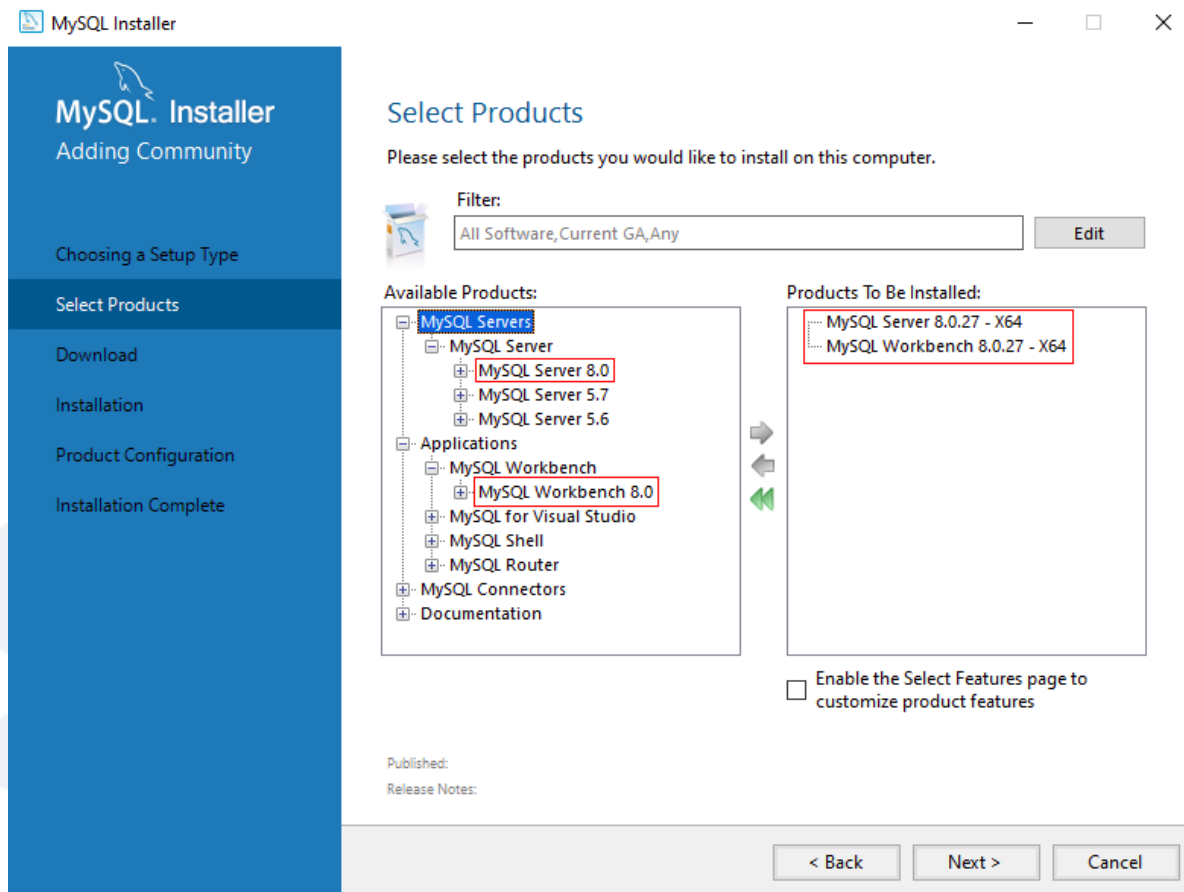 MySQL Installer
MySQL. Installer
Adding Community
Choosing a Setup Type
Select Products
Download
Installation
Product Configuration
Installation Complete
Select Products
Please select the products you would like to install on this computer.
Filter:
All Software,Current GA,Any
Edit
Available Products:
MySQL Servers
MySQL Server
MySQL Server 8.0
MySQL Server 5.7
MySQL Server 5.6
Applications
MySQL Workbench
MySQL Workbench 8.0
MySQL for Visual Studio
MySQL Shell
MySQL Router
MySQL Connectors
Documentation
Products To Be Installed:
MySQL Server 8.0.27 - X64
MySQL Workbench 8.0.27 - X64
Enable the Select Features page to
customize product features
Published:
Release Notes:
< Back
Next >
Cancel